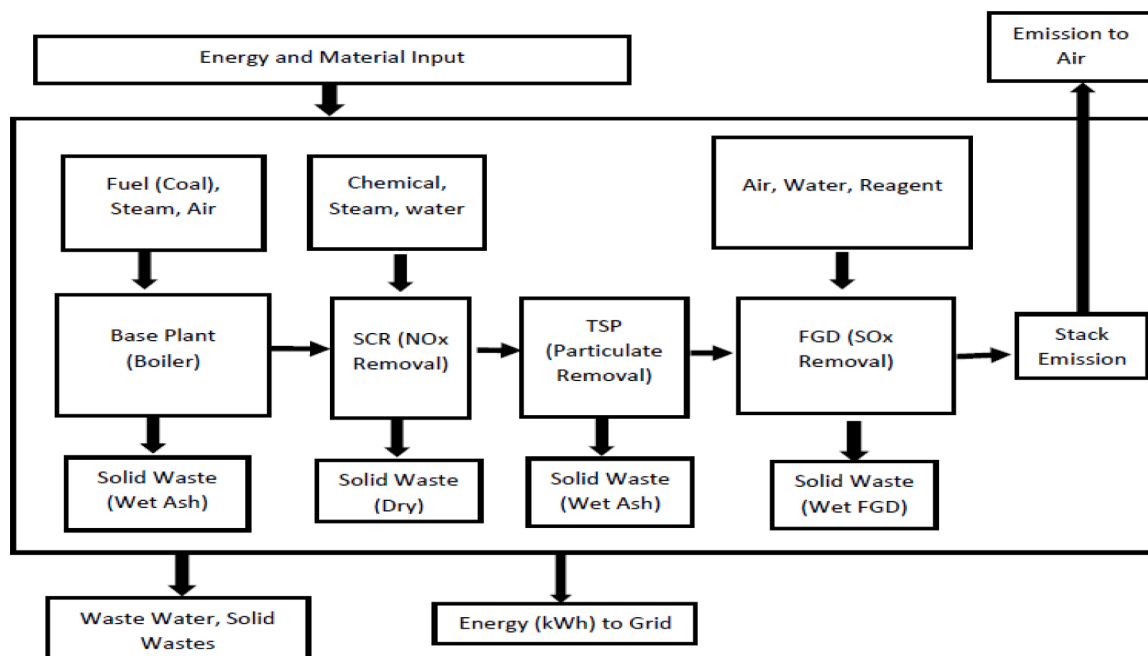 Energy and Material Input
Emission to
Air
Fuel (Coal),
Steam, Air
Chemical,
Steam, water
Air, Water, Reagent
Base Plant
(Boiler)
SCR (NOx
Removal)
TSP
(Particulate
Removal)
FGD (SOx
Removal)
Stack
Emission
Solid Waste
(Wet Ash)
Solid Waste
(Dry)
Solid Waste
(Wet Ash)
Solid Waste
(Wet FGD)
Waste Water, Solid
Wastes
Energy (kWh) to Grid